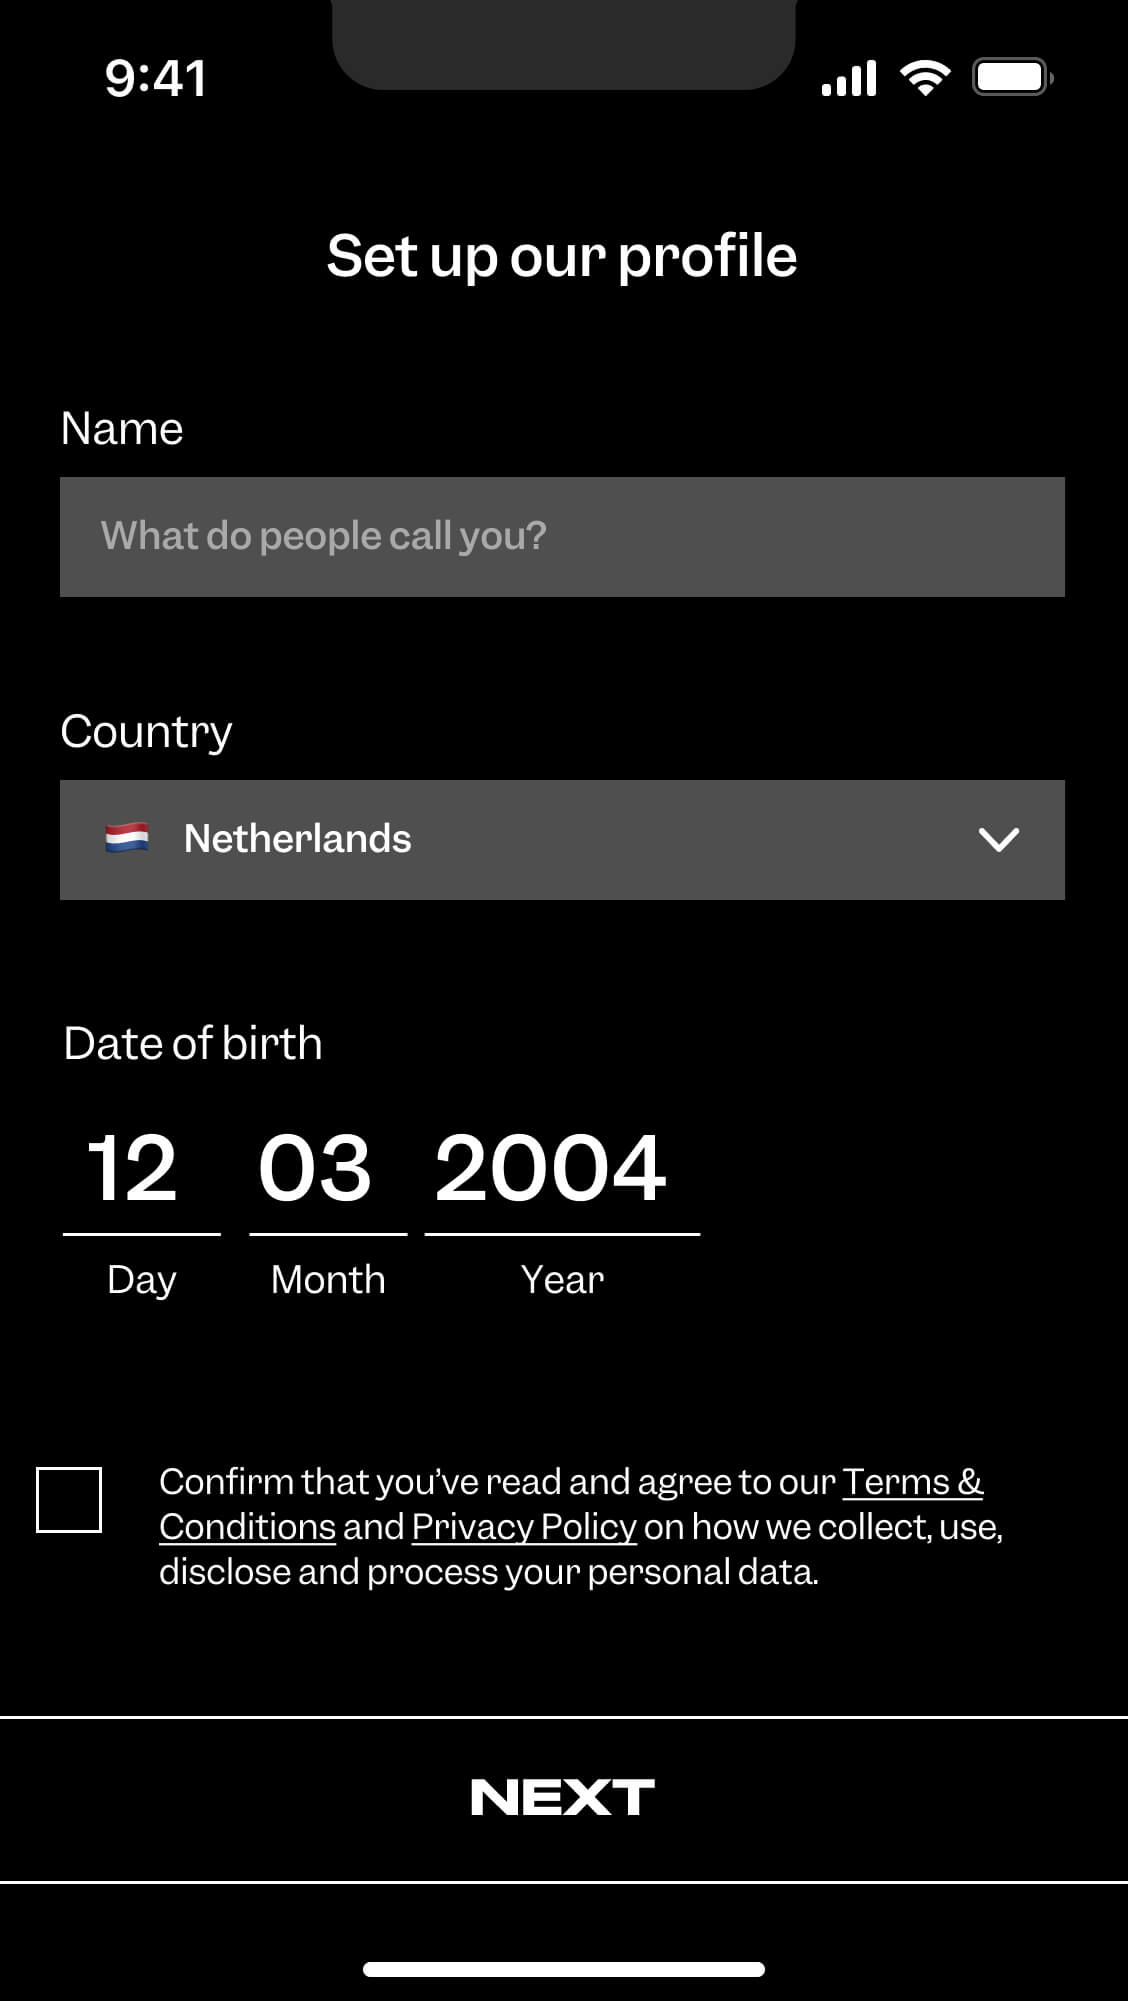 9:41
Set up our profile
Name
What do people call you?
Country
Netherlands
Date of birth
12 03 2004
Day Month Year
Confirm that you’ve read and agree to our Terms &
Conditions and Privacy Policy on how we collect, use,
disclose and process your personal data.
NEXT